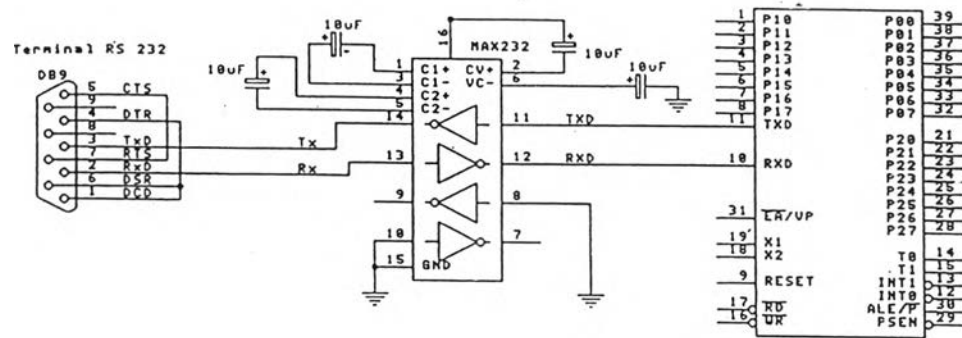 Terminal RS 232
DB9
5 CTS
9
4 DTR
8
3 TxD
7 RTS
2 RxD
6 DSR
1 DCD
10uF
10uF
10uF
10uF
16
MAX232
1 C1+
3 C1-
4 C2+
5 C2-
CV+ 2
VC- 6
14
Tx
11 TXD
13
Rx
12 RXD
9
8
10
7
15 GND
1 P10
2 P11
3 P12
4 P13
5 P14
6 P15
7 P16
8 P17
11 TXD
10 RXD
31 EA/VP
19 X1
18 X2
9 RESET
17 RD
16 WR
P00 39
P01 38
P02 37
P03 36
P04 35
P05 34
P06 33
P07 32
P20 21
P21 22
P22 23
P23 24
P24 25
P25 26
P26 27
P27 28
T0 14
T1 15
INT1 13
INT0 12
ALE/P 30
PSEN 29